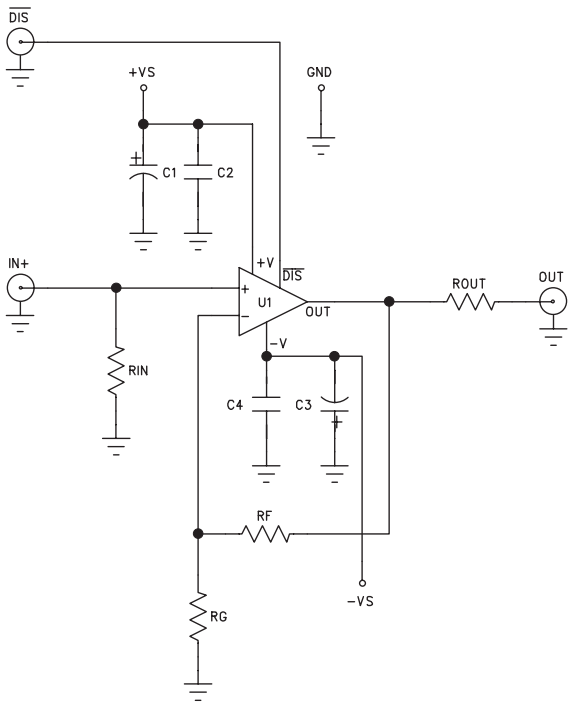 DIS
+VS
GND
+
C1
C2
IN+
+V
DIS
+
U1
−
OUT
ROUT
OUT
−V
RIN
C4
C3
+
RF
−VS
RG